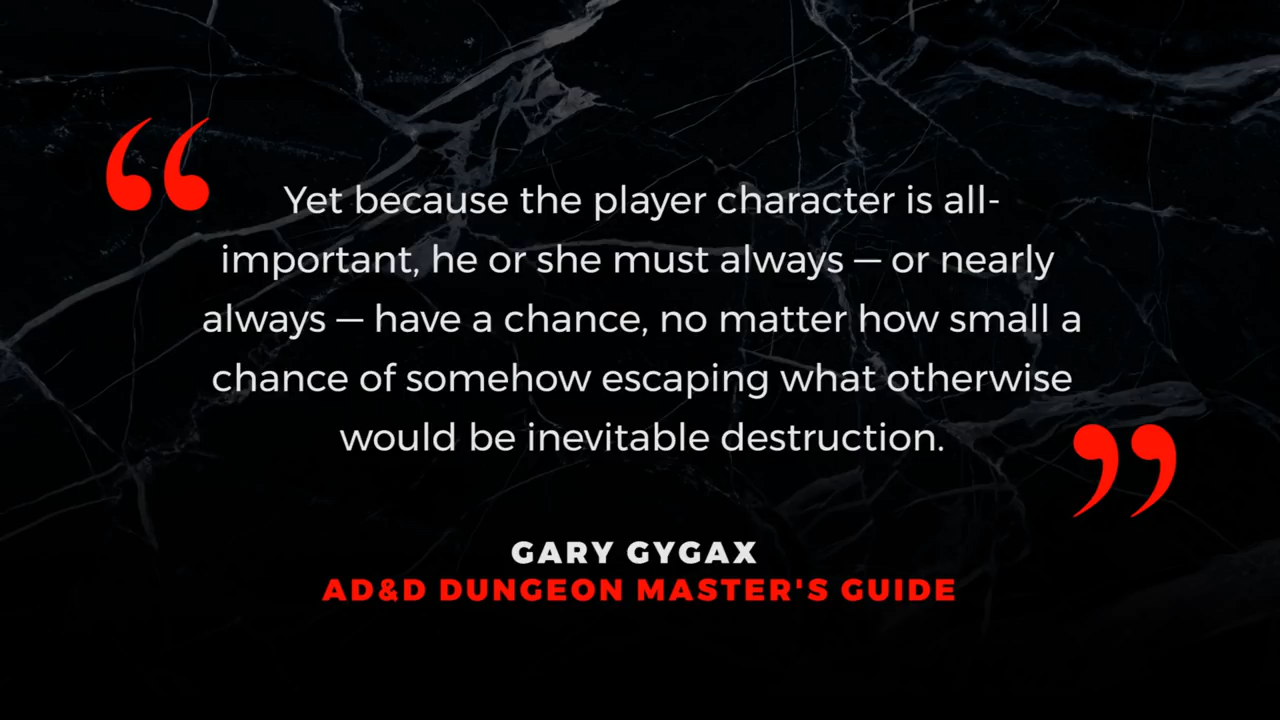 “
Yet because the player character is all-
important, he or she must always — or nearly
always — have a chance, no matter how small a
chance of somehow escaping what otherwise
would be inevitable destruction.
”
GARY GYGAX
AD&D DUNGEON MASTER'S GUIDE